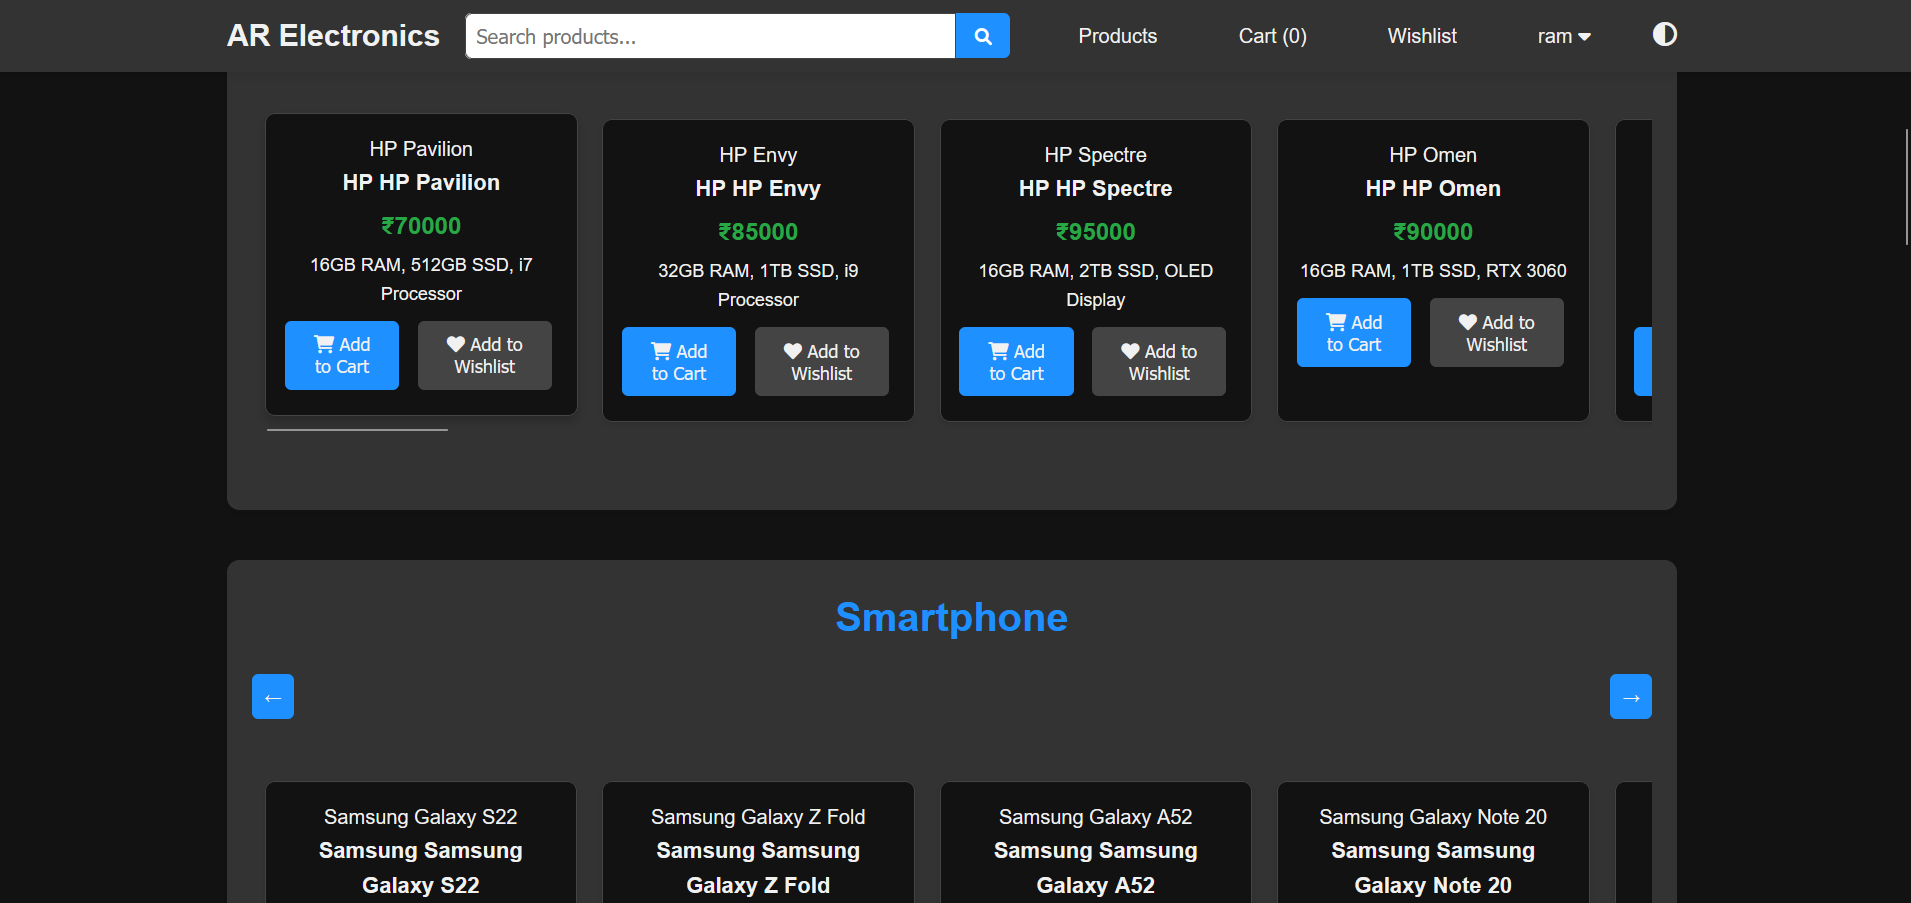 AR Electronics
Search products...
Products
Cart (0)
Wishlist
ram
HP Pavilion
HP HP Pavilion
₹70000
16GB RAM, 512GB SSD, i7
Processor
Add
to Cart
Add to
Wishlist
HP Envy
HP HP Envy
₹85000
32GB RAM, 1TB SSD, i9
Processor
Add
to Cart
Add to
Wishlist
HP Spectre
HP HP Spectre
₹95000
16GB RAM, 2TB SSD, OLED
Display
Add
to Cart
Add to
Wishlist
HP Omen
HP HP Omen
₹90000
16GB RAM, 1TB SSD, RTX 3060
Add
to Cart
Add to
Wishlist
Smartphone
←
→
Samsung Galaxy S22
Samsung Samsung
Galaxy S22
Samsung Galaxy Z Fold
Samsung Samsung
Galaxy Z Fold
Samsung Galaxy A52
Samsung Samsung
Galaxy A52
Samsung Galaxy Note 20
Samsung Samsung
Galaxy Note 20